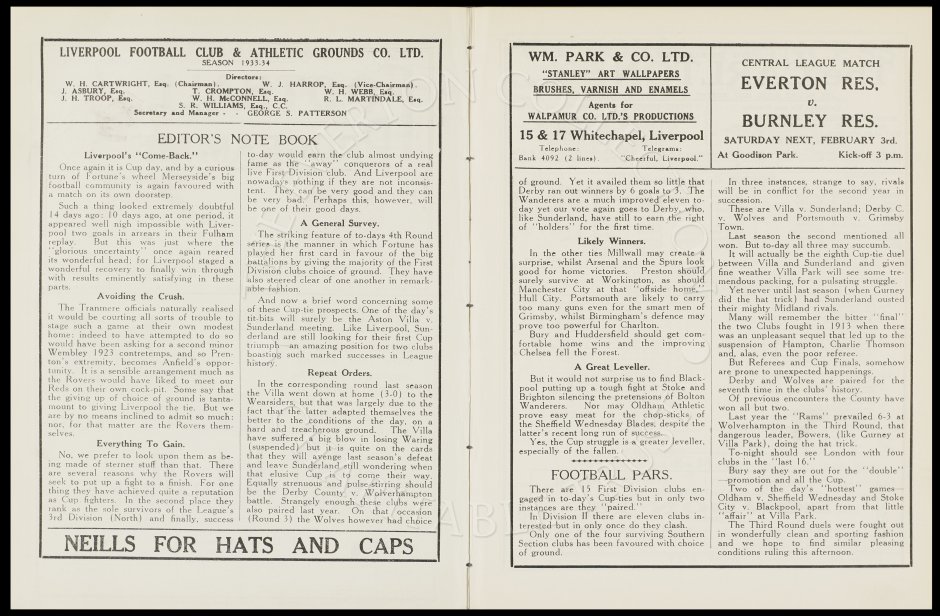 LIVERPOOL FOOTBALL CLUB & ATHLETIC GROUNDS CO. LTD.
SEASON 1933-34
Directors:
W. H. CARTWRIGHT, Esq. (Chairman). W. J. HARROP, Esq. (Vice-Chairman).
J. ASBURY, Esq. T. CROMPTON, Esq. W. H. WEBB, Esq.
J. H. TROOP, Esq. W. H. McCONNELL, Esq. R. L. MARTINDALE, Esq.
S. R. WILLIAMS, Esq., C.C.
Secretary and Manager - - GEORGE S. PATTERSON
EDITOR'S NOTE BOOK
Liverpool's "Come-Back."
Once again it is Cup day, and by a curious
turn of Fortune's wheel Merseyside's big
football community is again favoured with
a match on its own doorstep.
Such a thing looked extremely doubtful
14 days ago: 10 days ago, at one period, it
appeared well nigh impossible with Liver-
pool two goals in arrears in their Fulham
replay. But this was just where the
"glorious uncertainty" once again reared
its wonderful head; for Liverpool staged a
wonderful recovery to finally win through
with results eminently satisfying in these
parts.
Avoiding the Crush.
The Tranmere officials naturally realised
it would be courting all sorts of trouble to
stage such a game at their own modest
home; indeed to have attempted to do so
would have been asking for a second minor
Wembley 1923 contretemps, and so Pren-
ton's extremity, becomes Anfield's oppor-
tunity. It is a sensible arrangement much as
the Rovers would have liked to meet our
Reds on their own cock-pit. Some say that
the giving up of choice of ground is tanta-
mount to giving Liverpool the tie. But we
are by no means inclined to admit so much:
nor, for that matter are the Rovers them-
selves.
Everything To Gain.
No, we prefer to look upon them as be-
ing made of sterner stuff than that. There
are several reasons why the Rovers will
seek to put up a fight to a finish. For one
thing they have achieved quite a reputation
as Cup fighters. In the second place they
rank as the sole survivors of the League's
3rd Division (North) and finally, success
to-day would earn the club almost undying
fame as the "away" conquerors of a real
live First Division club. And Liverpool are
nowadays nothing if they are not inconsis-
tent. They can be very good and they can
be very bad. Perhaps this, however, will
be one of their good days.
A General Survey.
The striking feature of to-days 4th Round
series is the manner in which Fortune has
played her first card in favour of the big
battalions by giving the majority of the First
Division clubs choice of ground. They have
also steered clear of one another in remark-
able fashion.
And now a brief word concerning some
of these Cup-tie prospects. One of the day's
tit-bits will surely be the Aston Villa v.
Sunderland meeting. Like Liverpool, Sun-
derland are still looking for their first Cup
triumph—an amazing position for two clubs
boasting such marked successes in League
history.
Repeat Orders.
In the corresponding round last season
the Villa went down at home (3-0) to the
Wearsiders, but that was largely due to the
fact that the latter adapted themselves the
better to the conditions of the day, on a
hard and treacherous ground. The Villa
have suffered a big blow in losing Waring
(suspended) but it is quite on the cards
that they will avenge last season's defeat
and leave Sunderland still wondering when
that elusive Cup is to come their way.
Equally strenuous and pulse-stirring should
be the Derby County v. Wolverhampton
battle. Strangely enough these clubs were
also paired last year. On that occasion
(Round 3) the Wolves however had choice
NEILLS FOR HATS AND CAPS
WM. PARK & CO. LTD.
"STANLEY" ART WALLPAPERS
BRUSHES, VARNISH AND ENAMELS
Agents for
WALPAMUR CO. LTD.'S PRODUCTIONS
15 & 17 Whitechapel, Liverpool
Telephone: Telegrams:
Bank 4092 (2 lines). "Cheerful, Liverpool."
CENTRAL LEAGUE MATCH
EVERTON RES.
v.
BURNLEY RES.
SATURDAY NEXT, FEBRUARY 3rd.
At Goodison Park. Kick-off 3 p.m.
of ground. Yet it availed them so little that
Derby ran out winners by 6 goals to 3. The
Wanderers are a much improved eleven to-
day yet our vote again goes to Derby, who,
like Sunderland, have still to earn the right
of "holders" for the first time.
Likely Winners.
In the other ties Millwall may create a
surprise, whilst Arsenal and the Spurs look
good for home victories. Preston should
surely survive at Workington, as should
Manchester City at that "offside home,"
Hull City. Portsmouth are likely to carry
too many guns even for the smart men of
Grimsby, whilst Birmingham's defence may
prove too powerful for Charlton.
Bury and Huddersfield should get com-
fortable home wins and the improving
Chelsea fell the Forest.
A Great Leveller.
But it would not surprise us to find Black-
pool putting up a tough fight at Stoke and
Brighton silencing the pretensions of Bolton
Wanderers. Nor may Oldham Athletic
prove easy meat for the chop-sticks of
the Sheffield Wednesday Blades, despite the
latter's recent long run of success.
Yes, the Cup struggle is a greater leveller,
especially of the fallen.
FOOTBALL PARS.
There are 15 First Division clubs en-
gaged in to-day's Cup-ties but in only two
instances are they "paired."
In Division II there are eleven clubs in-
terested but in only once do they clash.
Only one of the four surviving Southern
Section clubs has been favoured with choice
of ground.
In three instances, strange to say, rivals
will be in conflict for the second year in
succession.
These are Villa v. Sunderland; Derby C.
v. Wolves and Portsmouth v. Grimsby
Town.
Last season the second mentioned all
won. But to-day all three may succumb.
It will actually be the eighth Cup-tie duel
between Villa and Sunderland and given
fine weather Villa Park will see some tre-
mendous packing, for a pulsating struggle.
Yet never until last season (when Gurney
did the hat trick) had Sunderland ousted
their mighty Midland rivals.
Many will remember the bitter "final"
the two Clubs fought in 1913 when there
was an unpleasant sequel that led up to the
suspension of Hampton, Charlie Thomson
and, alas, even the poor referee.
But Referees and Cup Finals, somehow
are prone to unexpected happenings.
Derby and Wolves are paired for the
seventh time in the clubs' history.
Of previous encounters the County have
won all but two.
Last year the "Rams" prevailed 6-3 at
Wolverhampton in the Third Round, that
dangerous leader, Bowers, (like Gurney at
Villa Park), doing the hat trick.
To-night should see London with four
clubs in the "last 16."
Bury say they are out for the "double"
—promotion and all the Cup.
Two of the day's "hottest" games—
Oldham v. Sheffield Wednesday and Stoke
City v. Blackpool, apart from that little
"affair" at Villa Park.
The Third Round duels were fought out
in wonderfully clean and sporting fashion
and we hope to find similar pleasing
conditions ruling this afternoon.